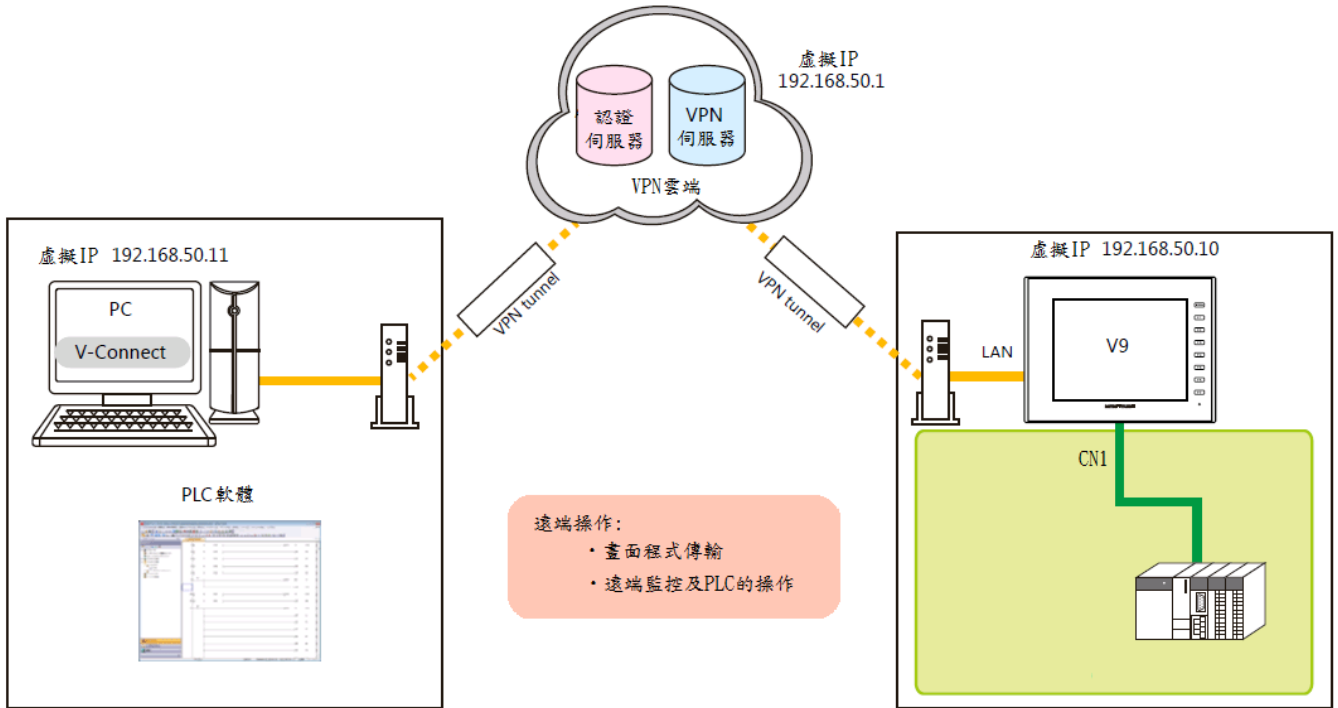 虛擬IP
192.168.50.1
認證
伺服器
VPN
伺服器
VPN雲端
虛擬IP 192.168.50.11
PC
V-Connect
VPN tunnel
VPN tunnel
虛擬IP 192.168.50.10
LAN
V9
CN1
PLC軟體
遠端操作:
・畫面程式傳輸
・遠端監控及PLC的操作